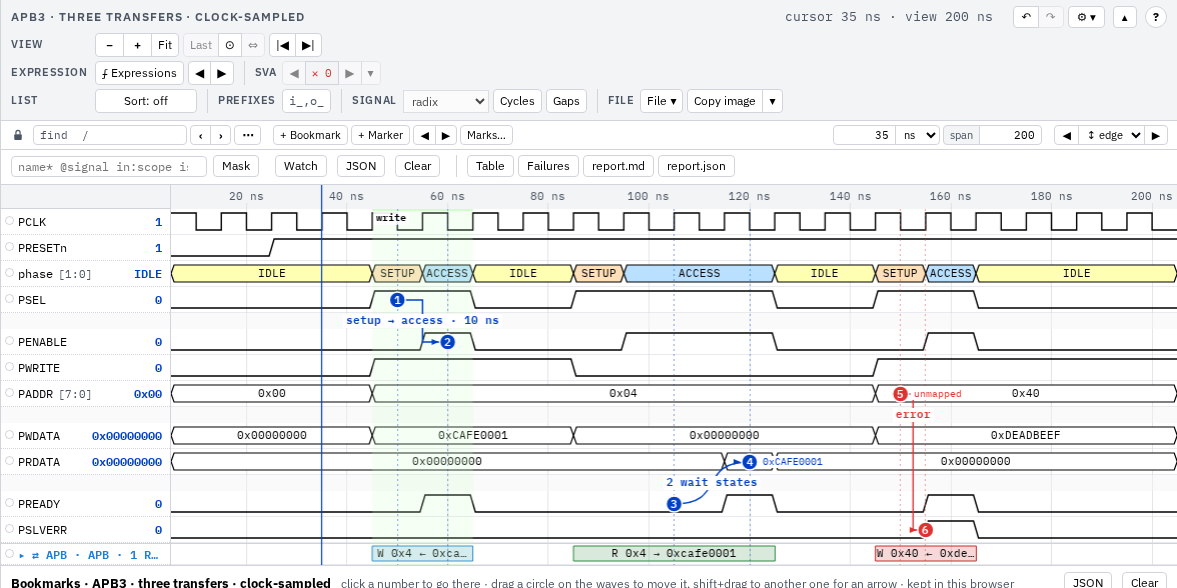 APB3 · THREE TRANSFERS · CLOCK-SAMPLED cursor 35 ns · view 200 ns ↶ ↷ ⚙ ▾ ▲ ?
VIEW − + Fit Last ⊙ ⇔ |◀ ▶|
EXPRESSION ⨍ Expressions ◀ ▶ SVA ◀ × 0 ▶ ▾
LIST Sort: off PREFIXES i_,o_ SIGNAL radix Cycles Gaps FILE File ▾ Copy image ▾
find / ‹ › ⋯ + Bookmark + Marker ◀ ▶ Marks… 35 ns span 200 ◀ ↕ edge ▶
name* @signal in:scope Mask Watch JSON Clear Table Failures report.md report.json
20 ns 40 ns 60 ns 80 ns 100 ns 120 ns 140 ns 160 ns 180 ns 200 ns
PCLK 1 write
PRESETn 1
phase [1:0] IDLE IDLE SETUP ACCESS IDLE SETUP ACCESS IDLE SETUP ACCESS IDLE
PSEL 0 1
setup → access · 10 ns
PENABLE 0 2
PWRITE 0
PADDR [7:0] 0x00 0x00 0x04 5 unmapped 0x40
error
PWDATA 0x00000000 0x00000000 0xCAFE0001 0x00000000 0xDEADBEEF
PRDATA 0x00000000 0x00000000 4 0xCAFE0001 0x00000000
2 wait states
PREADY 0 3
PSLVERR 0 6
▸ ⇄ APB · APB · 1 R… W 0x4 ← 0xca… R 0x4 → 0xcafe0001 W 0x40 ← 0xde…
Bookmarks · APB3 · three transfers · clock-sampled click a number to go there · drag a circle on the waves to move it, shift+drag to another one for an arrow · kept in this browser JSON Clear